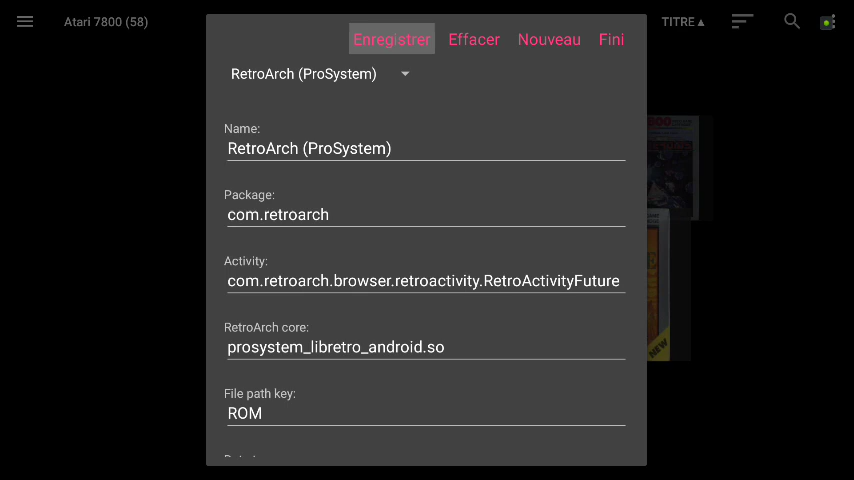 Atari 7800 (58)
TITRE▲
Enregistrer Effacer Nouveau Fini
RetroArch (ProSystem)
Name:
RetroArch (ProSystem)
Package:
com.retroarch
Activity:
com.retroarch.browser.retroactivity.RetroActivityFuture
RetroArch core:
prosystem_libretro_android.so
File path key:
ROM
NEW